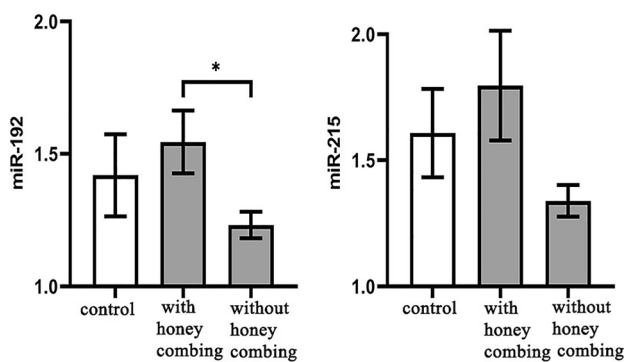 2.0
*
1.5
1.0
miR-192
control
with
honey
combing
without
honey
combing
2.0
1.5
1.0
miR-215
control
with
honey
combing
without
honey
combing